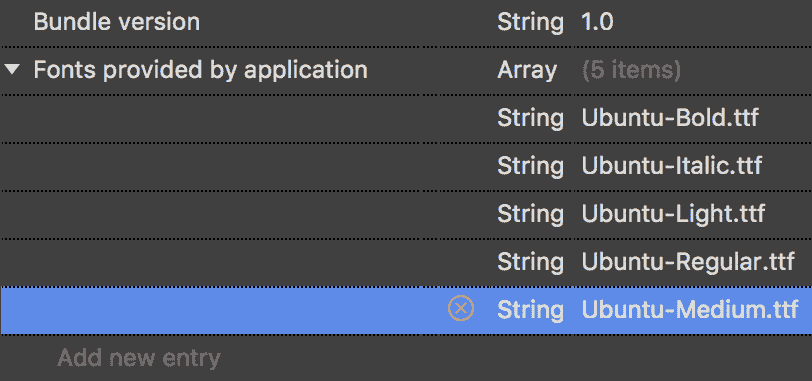 Bundle version String 1.0
Fonts provided by application Array (5 items)
String Ubuntu-Bold.ttf
String Ubuntu-Italic.ttf
String Ubuntu-Light.ttf
String Ubuntu-Regular.ttf
String Ubuntu-Medium.ttf
Add new entry